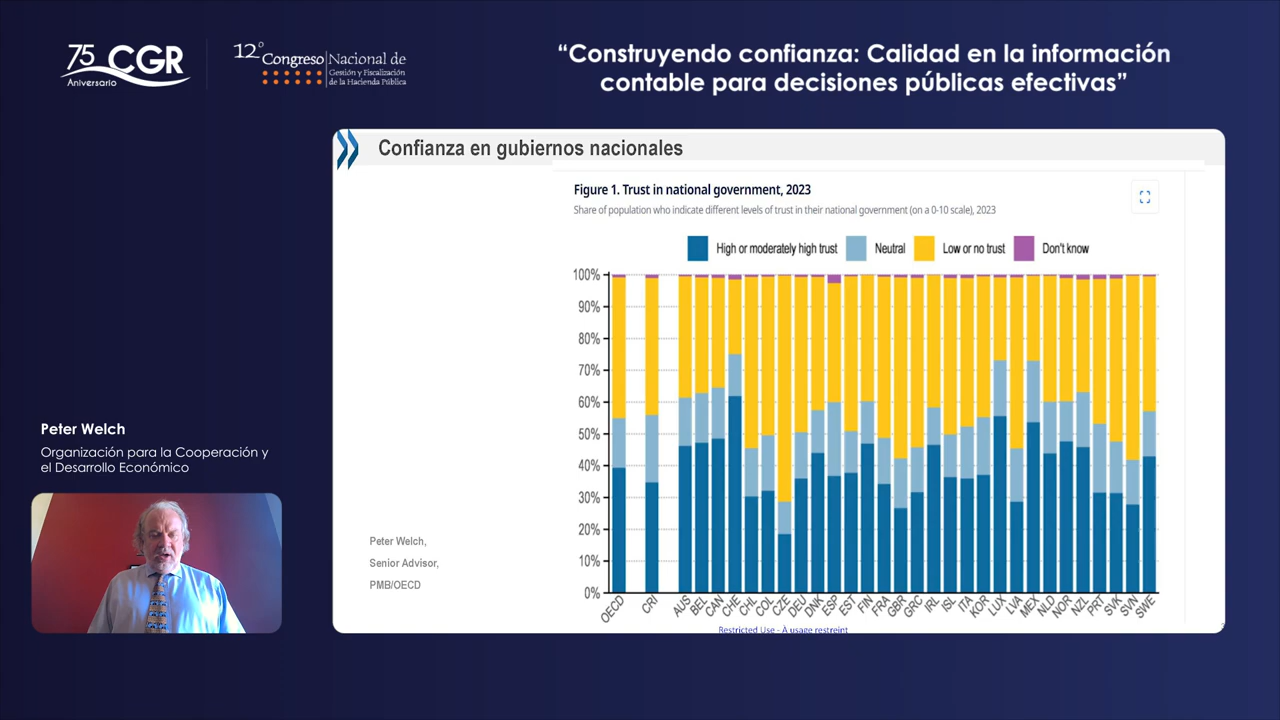 75 CGR
Aniversario
12° Congreso Nacional de
Gestión y Fiscalización
de la Hacienda Pública
“Construyendo confianza: Calidad en la información
contable para decisiones públicas efectivas”
Confianza en gubiernos nacionales
Figure 1. Trust in national government, 2023
Share of population who indicate different levels of trust in their national government (on a 0-10 scale), 2023
High or moderately high trust Neutral Low or no trust Don't know
100%
90%
80%
70%
60%
50%
40%
30%
20%
10%
0%
OECD CRI AUS BEL CAN CHE CHL COL CZE DEU DNK ESP EST FIN FRA GBR GRC IRL ISL ITA KOR LUX LVA MEX NLD NOR NZL PRT SVK SVN SWE
Peter Welch,
Senior Advisor,
PMB/OECD
Restricted Use - À usage restreint
Peter Welch
Organización para la Cooperación y
el Desarrollo Económico